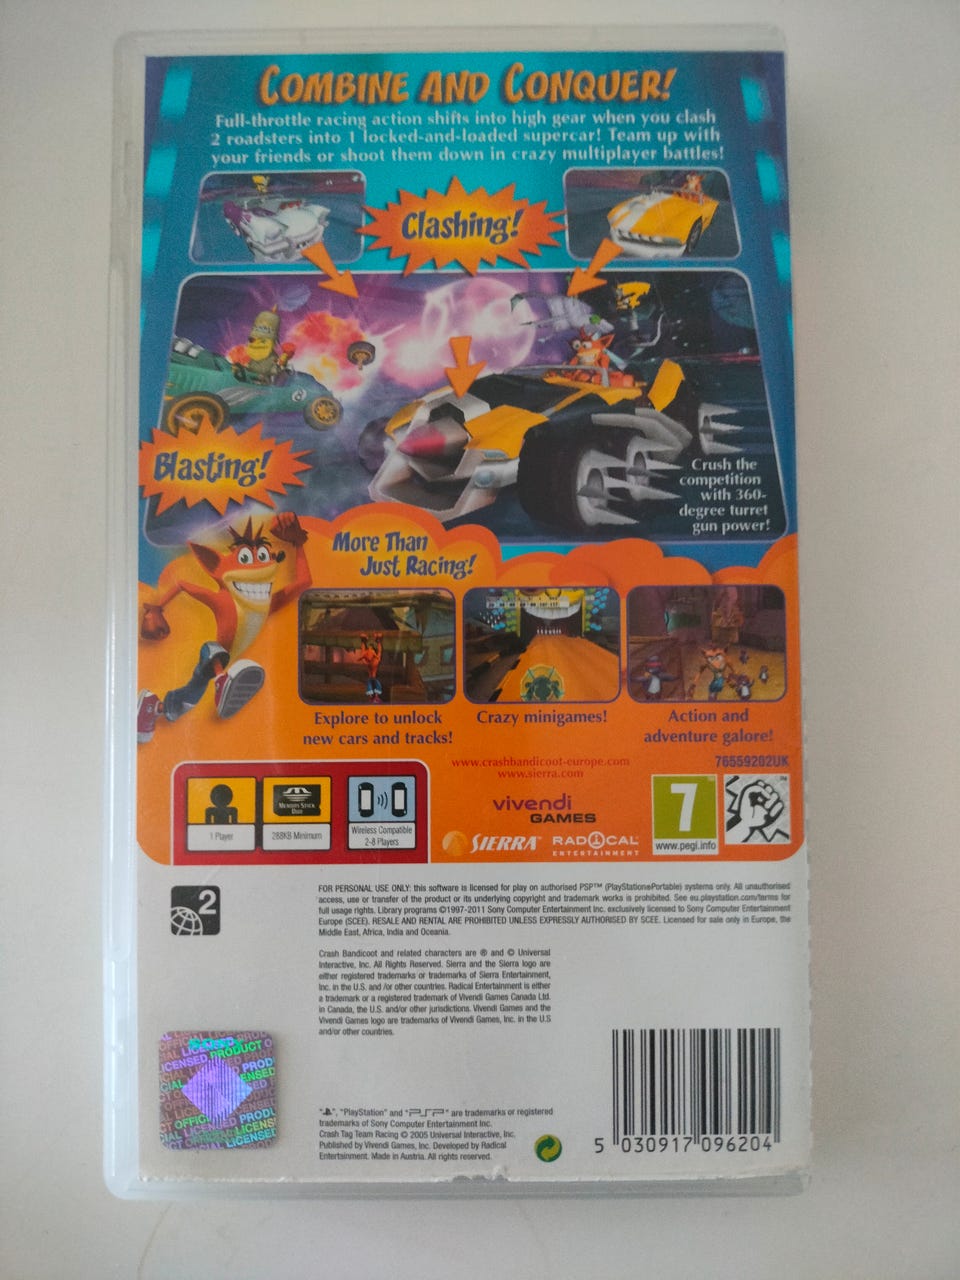 COMBINE AND CONQUER!
Full-throttle racing action shifts into high gear when you clash
2 roadsters into 1 locked-and-loaded supercar! Team up with
your friends or shoot them down in crazy multiplayer battles!
Clashing!
Blasting!
Crush the
competition
with 360-
degree turret
gun power!
More Than
Just Racing!
Explore to unlock
new cars and tracks!
Crazy minigames!
Action and
adventure galore!
www.crashbandicoot-europe.com
www.sierra.com
76559202UK
1 Player
MEMORY STICK
DUO
288KB Minimum
Wireless Compatible
2-8 Players
vivendi
GAMES
SIERRA™
RADICAL
ENTERTAINMENT
7
www.pegi.info
2
FOR PERSONAL USE ONLY: this software is licensed for play on authorised PSP™ (PlayStation®Portable) systems only. All unauthorised
access, use or transfer of the product or its underlying copyright and trademark works is prohibited. See eu.playstation.com/terms for
full usage rights. Library programs ©1997-2011 Sony Computer Entertainment Inc. exclusively licensed to Sony Computer Entertainment
Europe (SCEE). RESALE AND RENTAL ARE PROHIBITED UNLESS EXPRESSLY AUTHORISED BY SCEE. Licensed for sale only in Europe, the
Middle East, Africa, India and Oceania.
Crash Bandicoot and related characters are ® and © Universal
Interactive, Inc. All Rights Reserved. Sierra and the Sierra logo are
either registered trademarks or trademarks of Sierra Entertainment,
Inc. in the U.S. and /or other countries. Radical Entertainment is either
a trademark or a registered trademark of Vivendi Games Canada Ltd.
in Canada, the U.S. and/or other jurisdictions. Vivendi Games and the
Vivendi Games logo are trademarks of Vivendi Games, Inc. in the U.S
and/or other countries.
OFFICIAL LICENSED PRODUCT
"PlayStation" and "PSP" are trademarks or registered
trademarks of Sony Computer Entertainment Inc.
Crash Tag Team Racing © 2005 Universal Interactive, Inc.
Published by Vivendi Games, Inc. Developed by Radical
Entertainment. Made in Austria. All rights reserved.
5 030917 096204